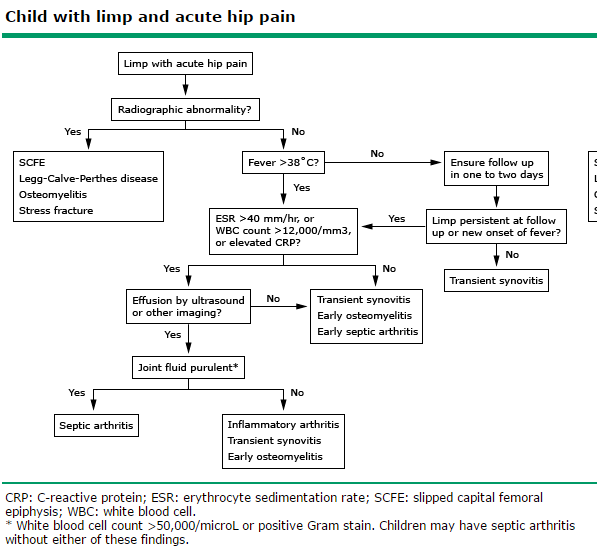 Child with limp and acute hip pain
Limp with acute hip pain
Radiographic abnormality?
Yes
No
SCFE
Legg-Calve-Perthes disease
Osteomyelitis
Stress fracture
Fever >38˚C?
No
Ensure follow up
in one to two days
Yes
ESR >40 mm/hr, or
WBC count >12,000/mm3,
or elevated CRP?
Yes
Limp persistent at follow
up or new onset of fever?
No
Transient synovitis
Yes
No
Effusion by ultrasound
or other imaging?
No
Transient synovitis
Early osteomyelitis
Early septic arthritis
Yes
Joint fluid purulent*
Yes
No
Septic arthritis
Inflammatory arthritis
Transient synovitis
Early osteomyelitis
CRP: C-reactive protein; ESR: erythrocyte sedimentation rate; SCFE: slipped capital femoral
epiphysis; WBC: white blood cell.
* White blood cell count >50,000/microL or positive Gram stain. Children may have septic arthritis
without either of these findings.